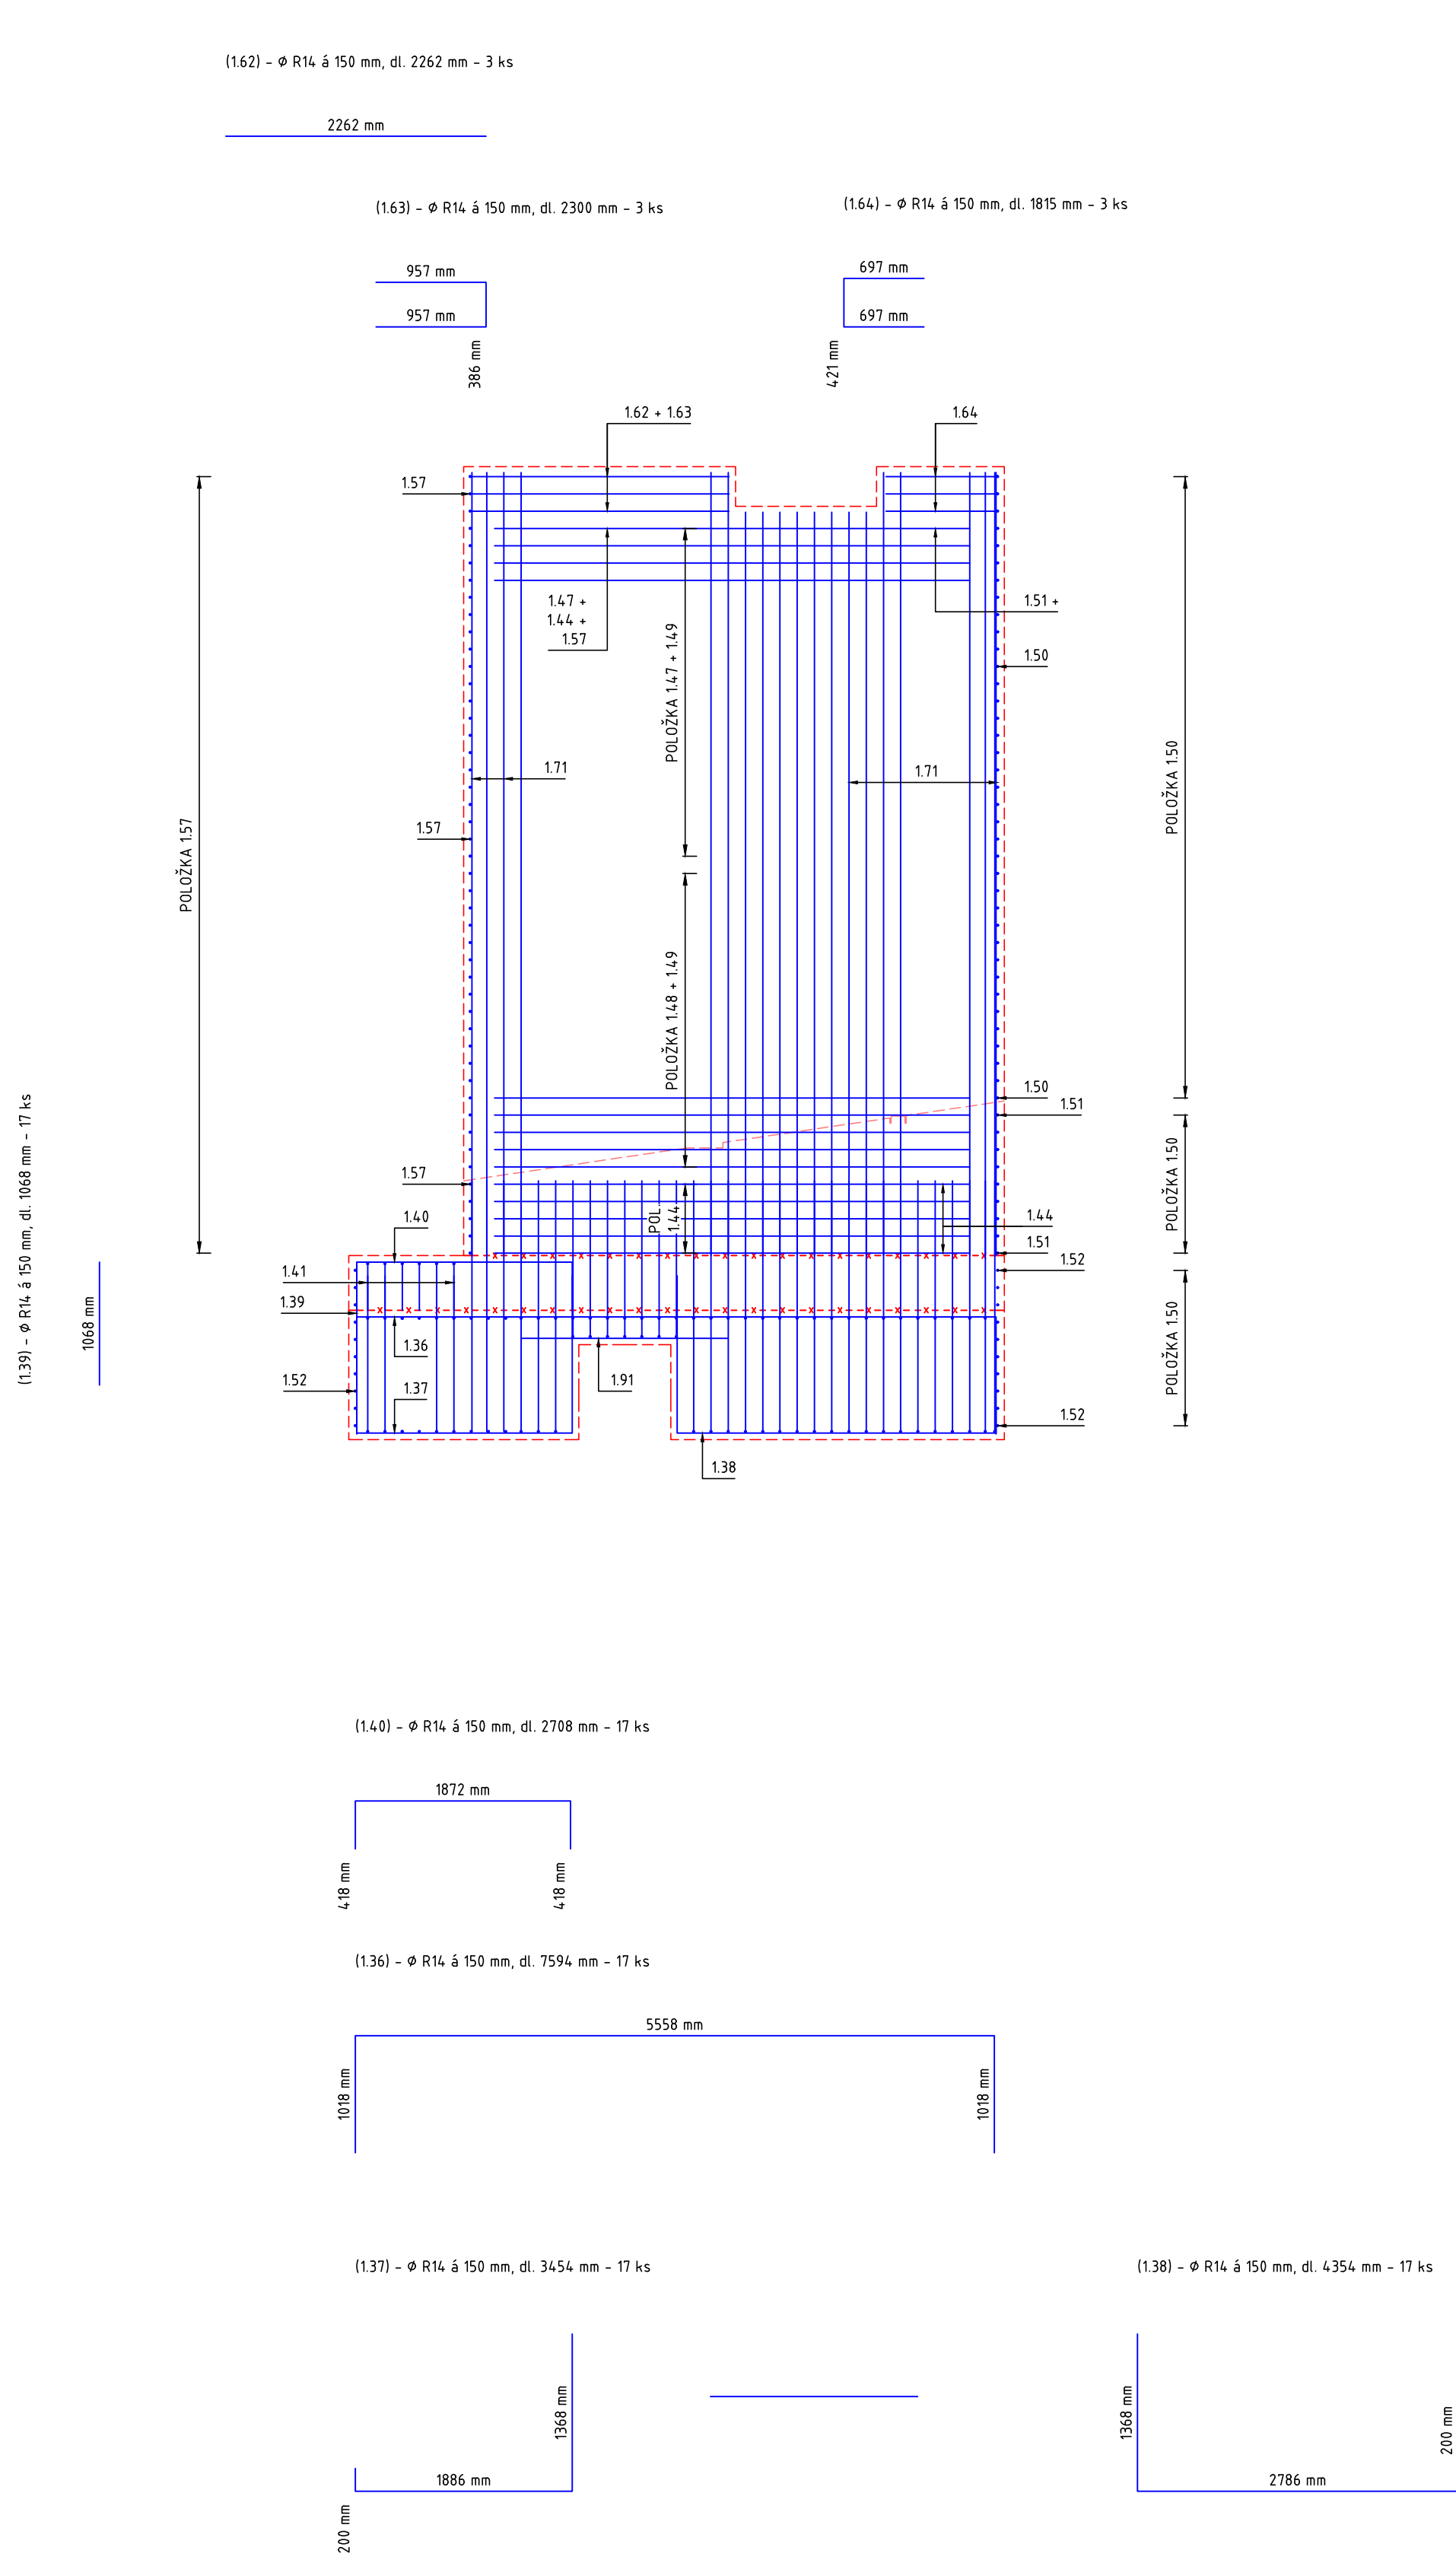 (1.62) – Ø R14 á 150 mm, dl. 2262 mm – 3 ks
2262 mm
(1.63) – Ø R14 á 150 mm, dl. 2300 mm – 3 ks
(1.64) – Ø R14 á 150 mm, dl. 1815 mm – 3 ks
957 mm
697 mm
957 mm
697 mm
386 mm
421 mm
1.62 + 1.63
1.64
1.57
1.47 +
1.44 +
1.57
1.51 +
POLOŽKA 1.47 + 1.49
1.50
1.71
1.71
POLOŽKA 1.50
1.57
POLOŽKA 1.57
POLOŽKA 1.48 + 1.49
1.50
1.51
(1.39) – Ø R14 á 150 mm, dl. 1068 mm – 17 ks
1.57
POLOŽKA 1.50
1.40
POL.
1.44
1.44
1.51
1.41
1.52
1.39
1068 mm
1.36
POLOŽKA 1.50
1.52
1.37
1.91
1.52
1.38
(1.40) – Ø R14 á 150 mm, dl. 2708 mm – 17 ks
1872 mm
418 mm
418 mm
(1.36) – Ø R14 á 150 mm, dl. 7594 mm – 17 ks
5558 mm
1018 mm
1018 mm
(1.37) – Ø R14 á 150 mm, dl. 3454 mm – 17 ks
(1.38) – Ø R14 á 150 mm, dl. 4354 mm – 17 ks
1368 mm
1368 mm
200 mm
1886 mm
2786 mm
200 mm